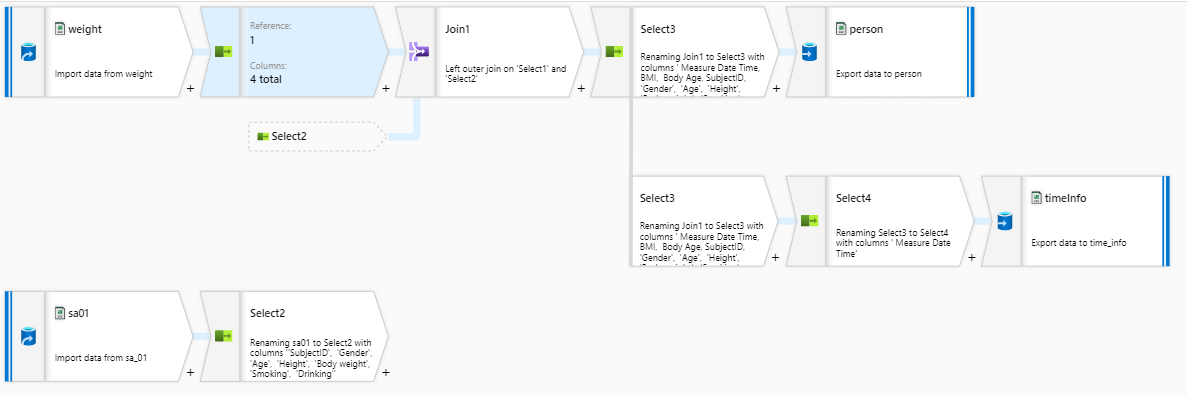 weight
Import data from weight
+
Reference:
1
Columns:
4 total
+
Join1
Left outer join on 'Select1' and
'Select2'
+
Select3
Renaming Join1 to Select3 with
columns ' Measure Date Time,
BMI, Body Age, SubjectID,
'Gender', 'Age', 'Height',
+
person
Export data to person
Select2
Select3
Renaming Join1 to Select3 with
columns ' Measure Date Time,
BMI, Body Age, SubjectID,
'Gender', 'Age', 'Height',
+
Select4
Renaming Select3 to Select4
with columns ' Measure Date
Time'
+
timeInfo
Export data to time_info
sa01
Import data from sa_01
+
Select2
Renaming sa01 to Select2 with
columns ''SubjectID', 'Gender',
'Age', 'Height', 'Body weight',
'Smoking', 'Drinking''
+